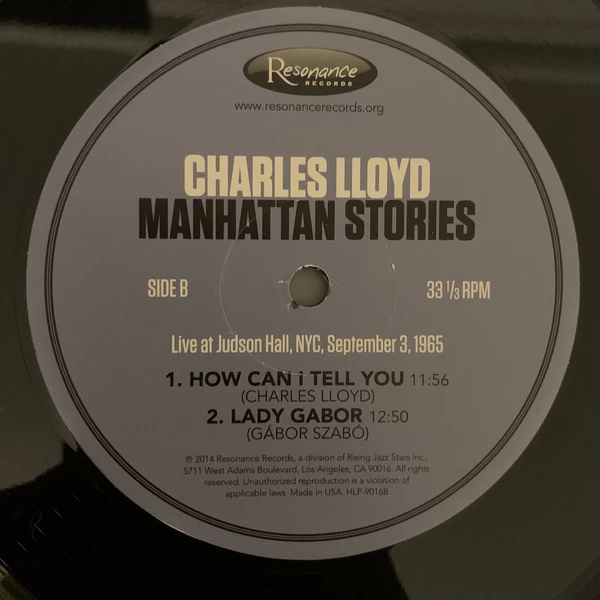 Resonance
RECORDS
www.resonancerecords.org
CHARLES LLOYD
MANHATTAN STORIES
SIDE B
33 1/3 RPM
Live at Judson Hall, NYC, September 3, 1965
1. HOW CAN I TELL YOU 11:56
(CHARLES LLOYD)
2. LADY GABOR 12:50
(GÁBOR SZABÓ)
℗ 2014 Resonance Records, a division of Rising Jazz Stars Inc.,
5711 West Adams Boulevard, Los Angeles, CA 90016. All rights
reserved. Unauthorized reproduction is a violation of
applicable laws. Made in USA. HLP-9016B